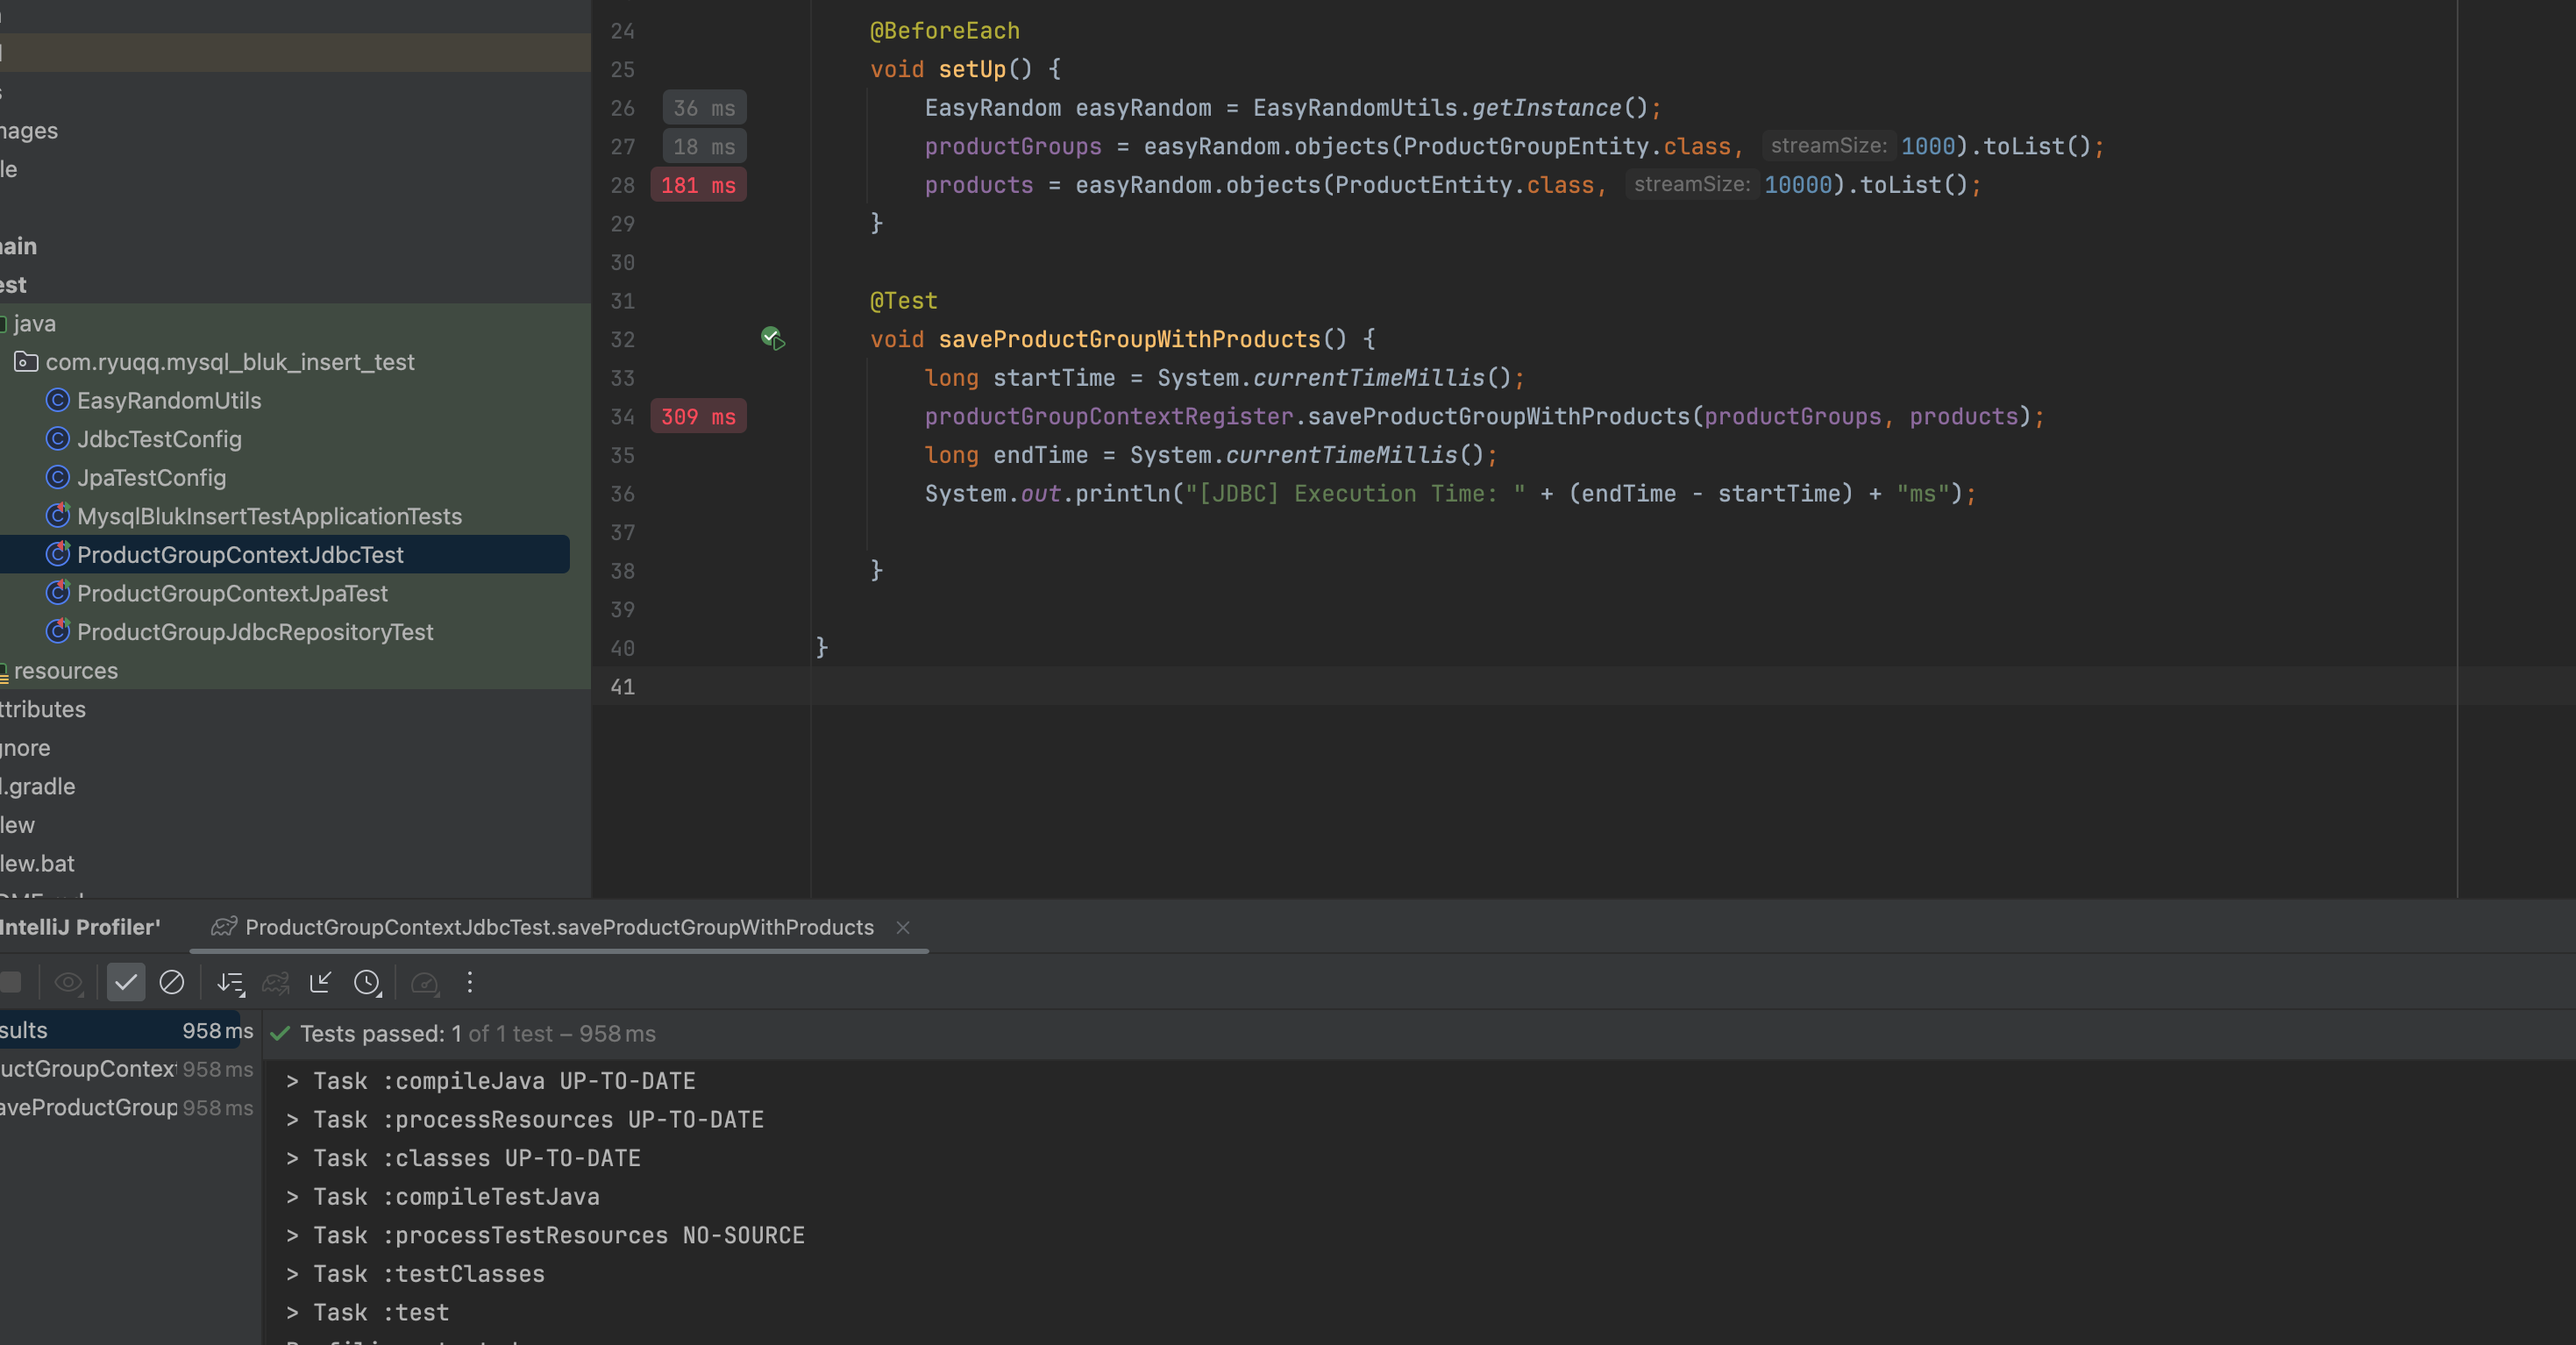 nages
le
nain
est
java
com.ryuqq.mysql_bluk_insert_test
EasyRandomUtils
JdbcTestConfig
JpaTestConfig
MysqlBlukInsertTestApplicationTests
ProductGroupContextJdbcTest
ProductGroupContextJpaTest
ProductGroupJdbcRepositoryTest
resources
ttributes
gnore
l.gradle
lew
lew.bat
24 @BeforeEach
25 void setUp() {
26 36 ms EasyRandom easyRandom = EasyRandomUtils.getInstance();
27 18 ms productGroups = easyRandom.objects(ProductGroupEntity.class, streamSize: 1000).toList();
28 181 ms products = easyRandom.objects(ProductEntity.class, streamSize: 10000).toList();
29 }
30
31 @Test
32 void saveProductGroupWithProducts() {
33 long startTime = System.currentTimeMillis();
34 309 ms productGroupContextRegister.saveProductGroupWithProducts(productGroups, products);
35 long endTime = System.currentTimeMillis();
36 System.out.println("[JDBC] Execution Time: " + (endTime - startTime) + "ms");
37
38 }
39
40 }
41
IntelliJ Profiler' ProductGroupContextJdbcTest.saveProductGroupWithProducts
sults 958 ms
uctGroupContext 958 ms
aveProductGroup 958 ms
Tests passed: 1 of 1 test – 958 ms
> Task :compileJava UP-TO-DATE
> Task :processResources UP-TO-DATE
> Task :classes UP-TO-DATE
> Task :compileTestJava
> Task :processTestResources NO-SOURCE
> Task :testClasses
> Task :test